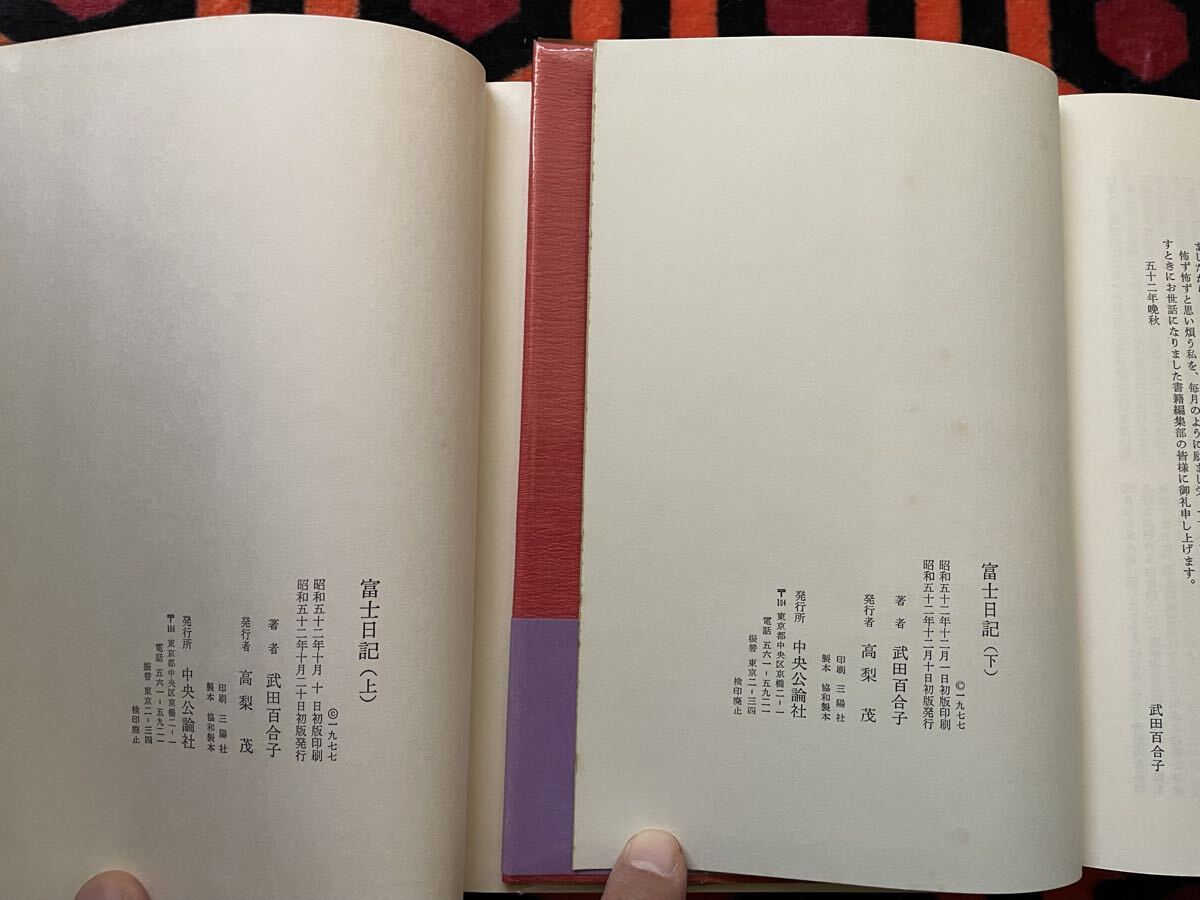 ましたが、
怖ず怖ずと思い煩う私を、毎月のように励まし
すときにお世話になりました書籍編集部の皆様に御礼申し上げます。
五十二年晩秋
武田百合子
富士日記(下)
©一九七七
昭和五十二年十二月一日初版印刷
昭和五十二年十二月十日初版発行
著者 武田百合子
発行者 高梨茂
印刷 三陽社
製本 協和製本
発行所 中央公論社
〒104 東京都中央区京橋二-一
電話 五六一-五九二一
振替 東京二-三四
検印廃止
富士日記(上)
©一九七七
昭和五十二年十月 十日初版印刷
昭和五十二年十月二十日初版発行
著者 武田百合子
発行者 高梨茂
印刷 三陽社
製本 協和製本
発行所 中央公論社
〒104 東京都中央区京橋二-一
電話 五六一-五九二一
振替 東京二-三四
検印廃止